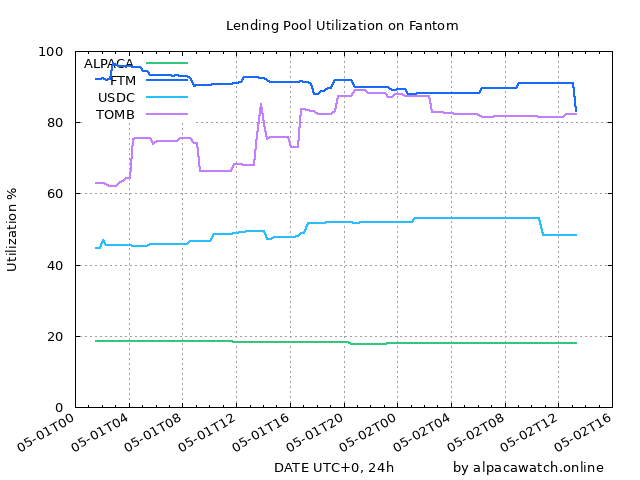 Lending Pool Utilization on Fantom
100
80
60
40
20
0
Utilization %
ALPACA
FTM
USDC
TOMB
05-01T00
05-01T04
05-01T08
05-01T12
05-01T16
05-01T20
05-02T00
05-02T04
05-02T08
05-02T12
05-02T16
DATE UTC+0, 24h
by alpacawatch.online